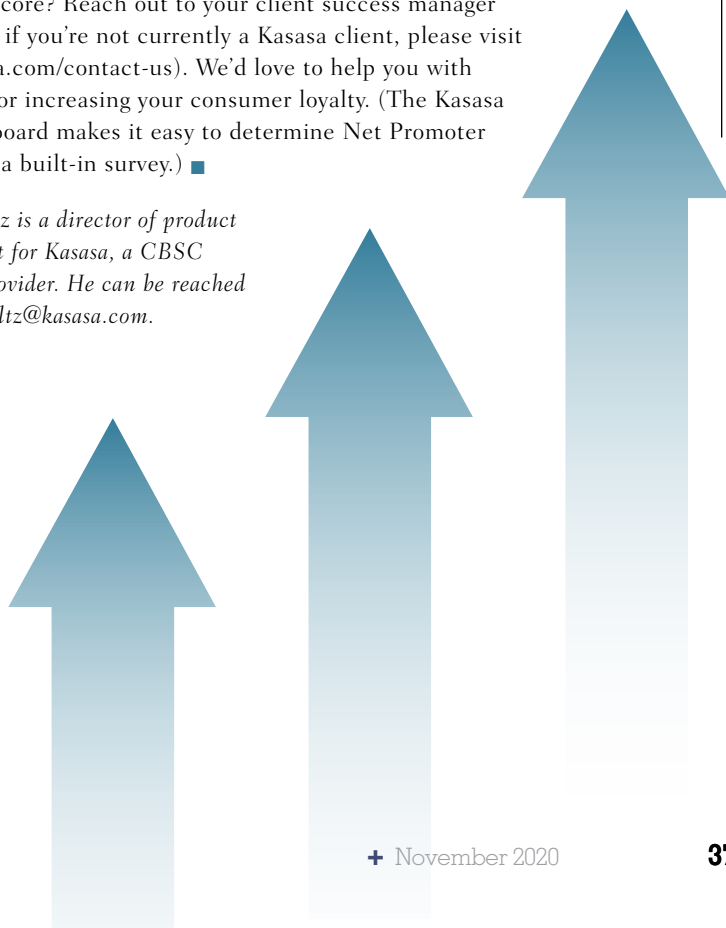 core? Reach out to your client success manager
if you're not currently a Kasasa client, please visit
a.com/contact-us). We'd love to help you with
or increasing your consumer loyalty. (The Kasasa
board makes it easy to determine Net Promoter
a built-in survey.) ■
z is a director of product
t for Kasasa, a CBSC
ovider. He can be reached
ltz@kasasa.com.
+ November 2020